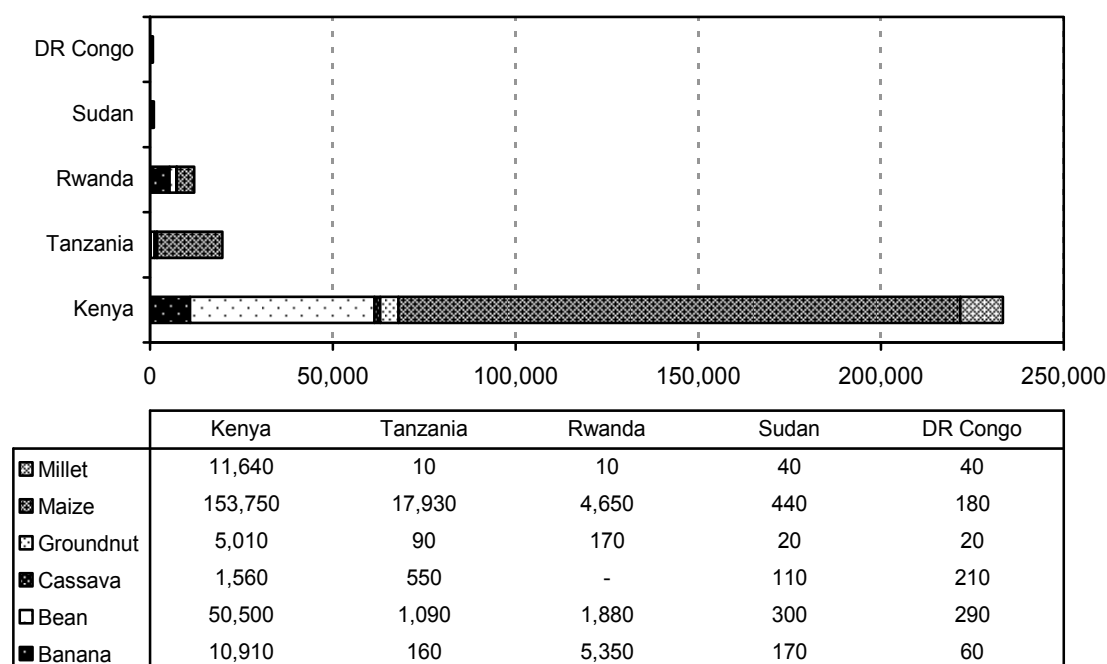 DR Congo
Sudan
Rwanda
Tanzania
Kenya
0 50,000 100,000 150,000 200,000 250,000
Kenya Tanzania Rwanda Sudan DR Congo
Millet 11,640 10 10 40 40
Maize 153,750 17,930 4,650 440 180
Groundnut 5,010 90 170 20 20
Cassava 1,560 550 - 110 210
Bean 50,500 1,090 1,880 300 290
Banana 10,910 160 5,350 170 60